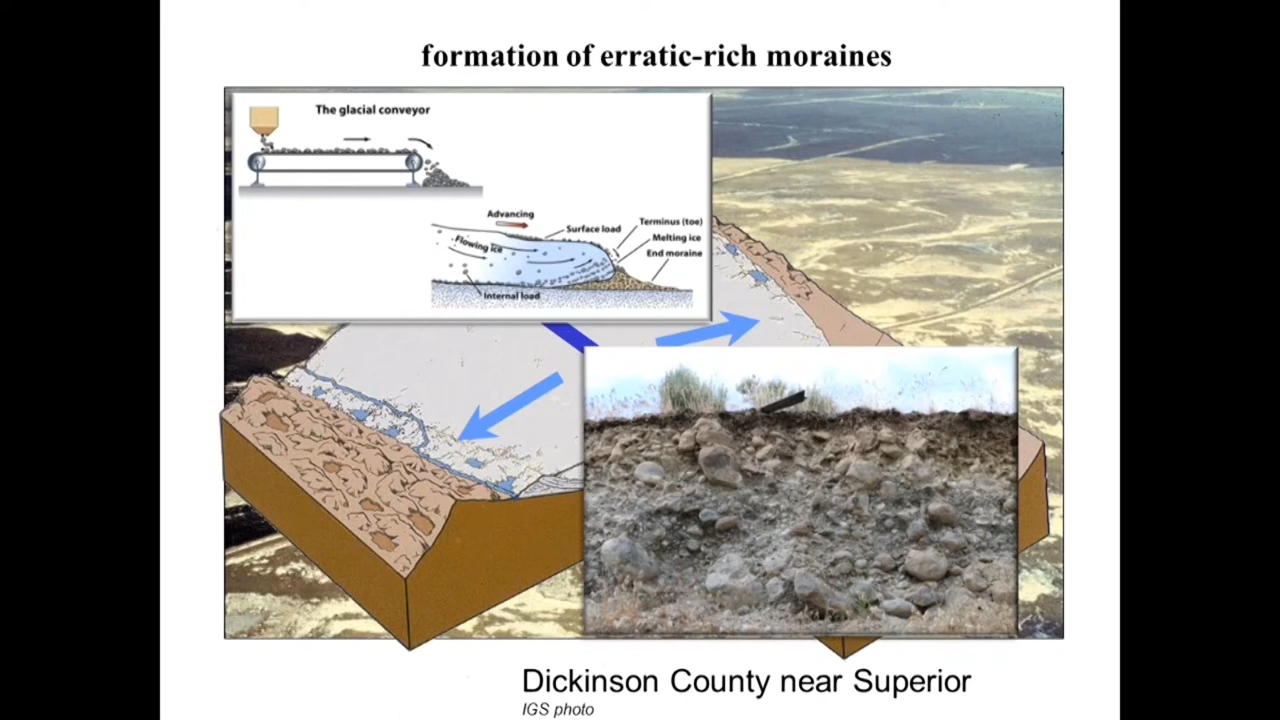 formation of erratic-rich moraines
The glacial conveyor
Advancing
Surface load
Terminus (toe)
Flowing ice
Melting ice
End moraine
Internal load
Dickinson County near Superior
IGS photo